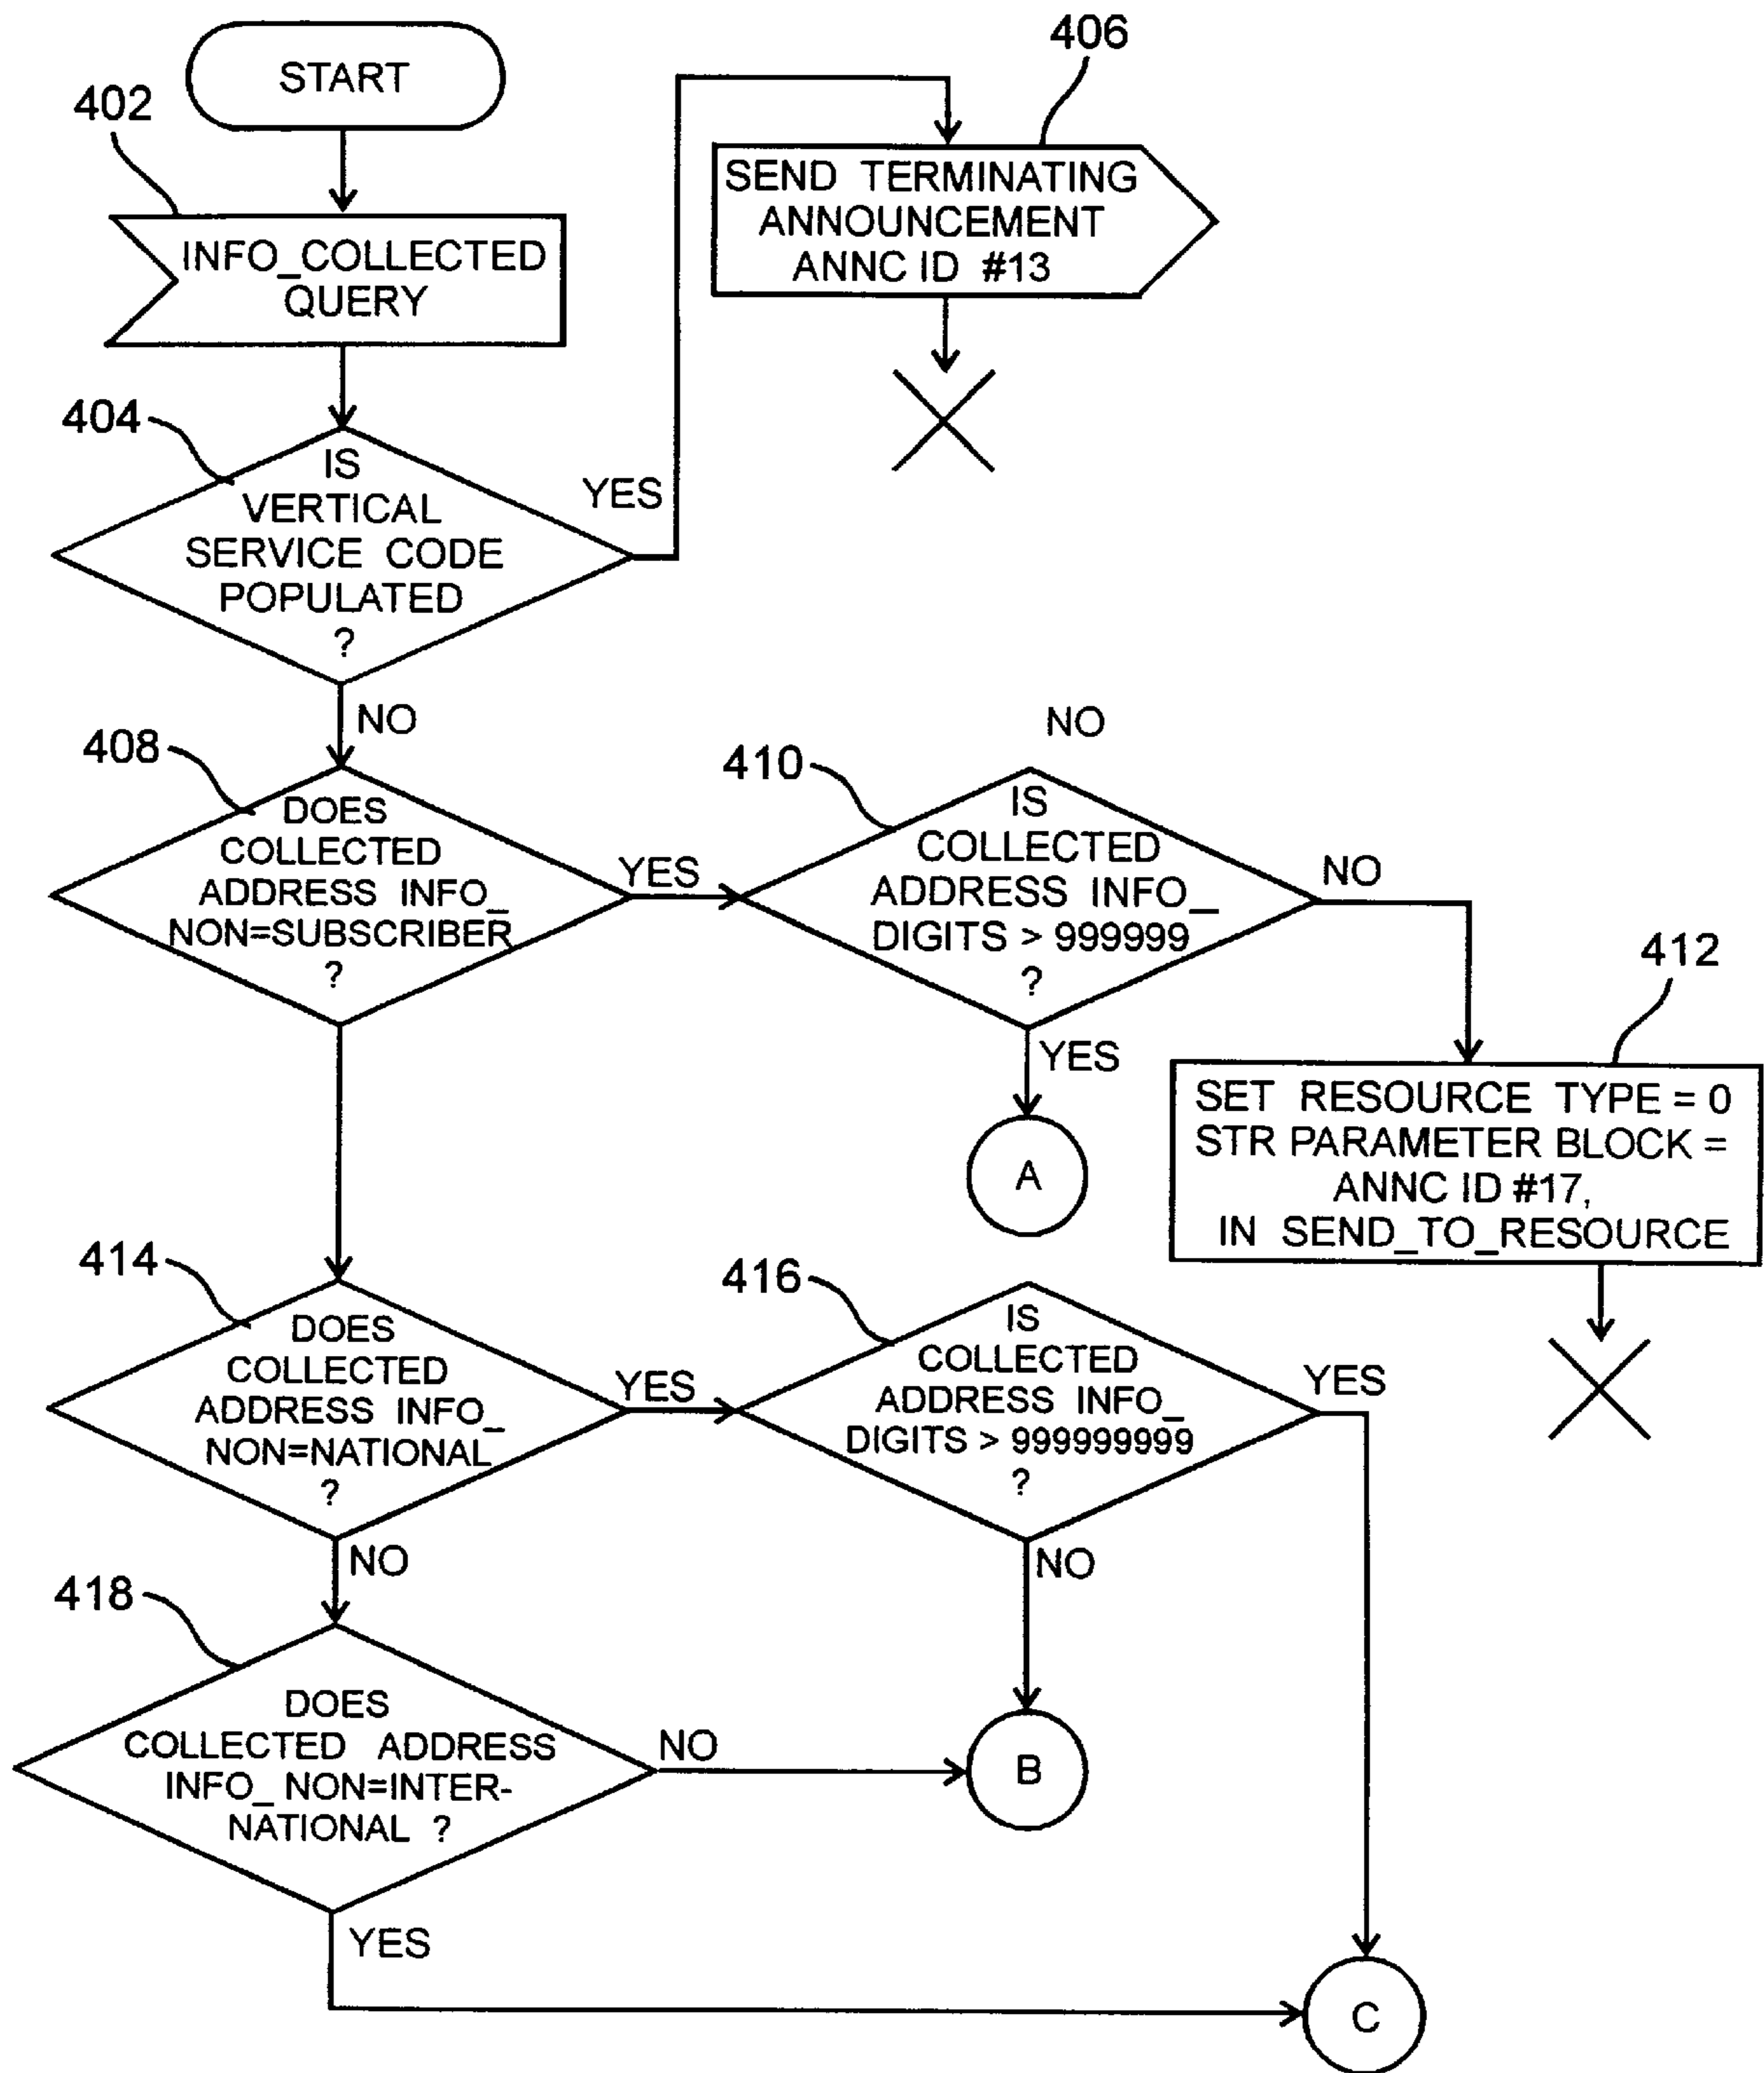 START
402
INFO_COLLECTED
QUERY
406
SEND TERMINATING
ANNOUNCEMENT
ANNC ID #13
404
IS
VERTICAL
SERVICE CODE
POPULATED
?
YES
NO
408
DOES
COLLECTED
ADDRESS INFO_
NON=SUBSCRIBER
?
YES
NO
410
IS
COLLECTED
ADDRESS INFO_
DIGITS > 999999
?
NO
YES
A
412
SET RESOURCE TYPE = 0
STR PARAMETER BLOCK =
ANNC ID #17,
IN SEND_TO_RESOURCE
414
DOES
COLLECTED
ADDRESS INFO_
NON=NATIONAL
?
YES
NO
416
IS
COLLECTED
ADDRESS INFO_
DIGITS > 999999999
?
YES
NO
418
DOES
COLLECTED ADDRESS
INFO_ NON=INTER-
NATIONAL ?
NO
B
YES
C